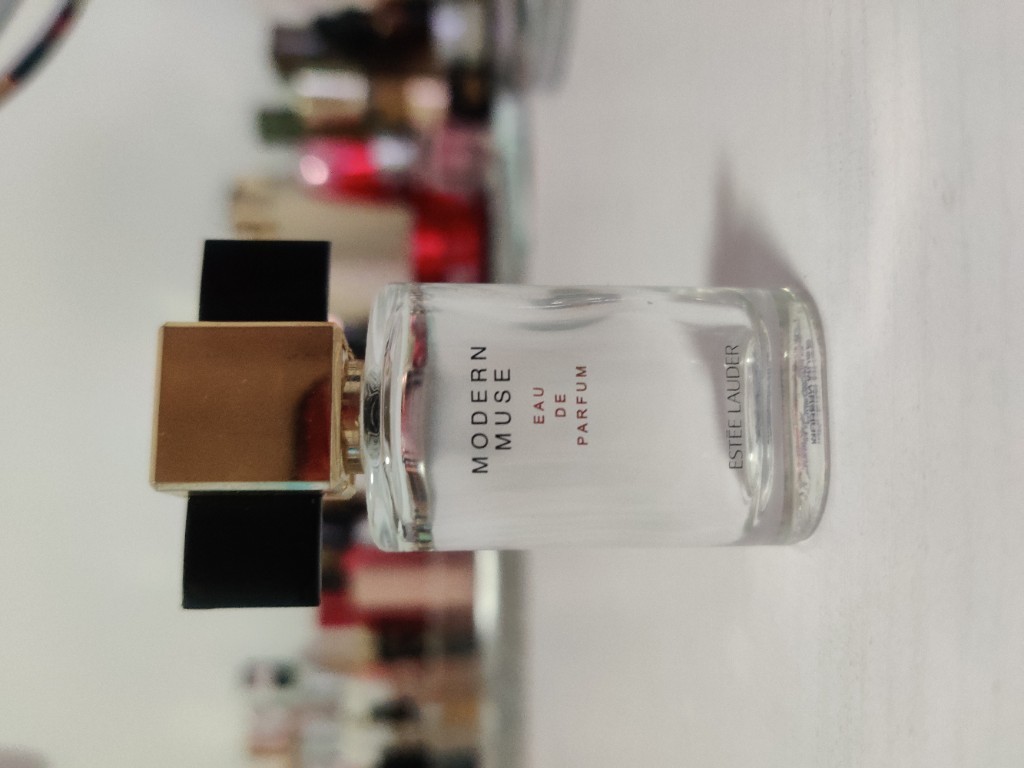 MODERN
MUSE
EAU
DE
PARFUM
ESTĒE LAUDER